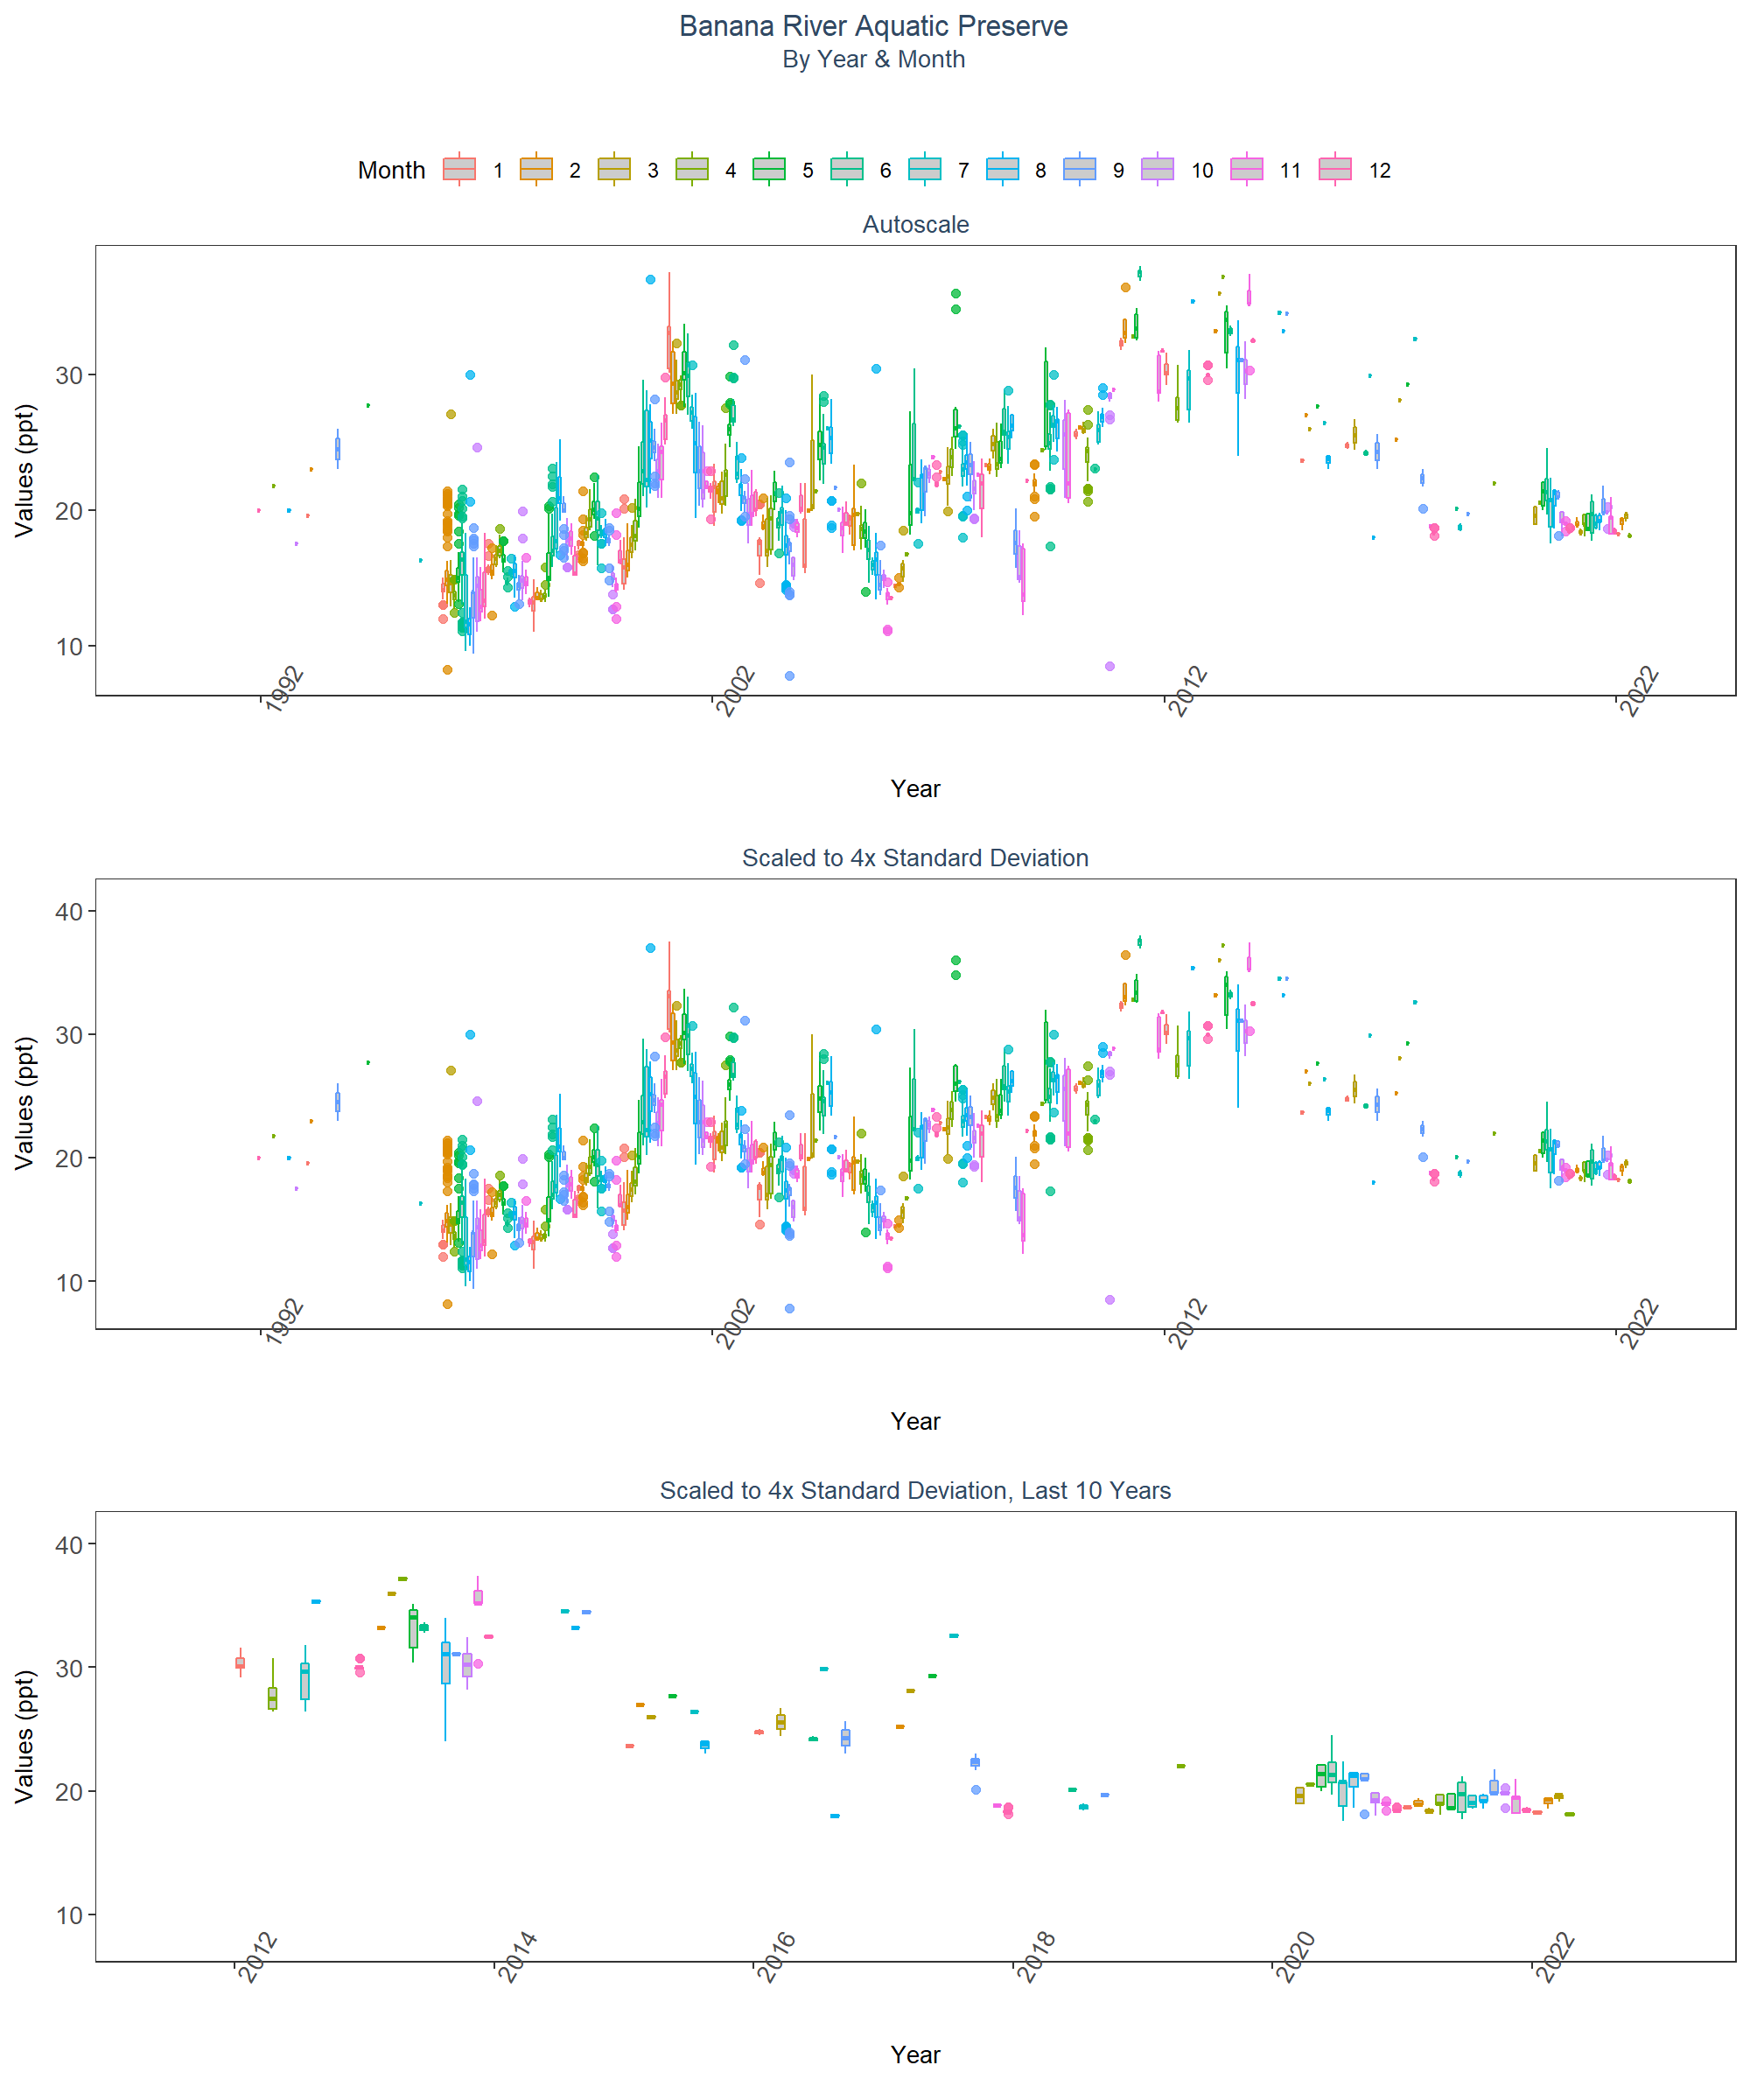 Banana River Aquatic Preserve
By Year & Month
Month 1 2 3 4 5 6 7 8 9 10 11 12
Autoscale
Values (ppt)
30
20
10
1992 2002 2012 2022
Year
Scaled to 4x Standard Deviation
Values (ppt)
40
30
20
10
1992 2002 2012 2022
Year
Scaled to 4x Standard Deviation, Last 10 Years
Values (ppt)
40
30
20
10
2012 2014 2016 2018 2020 2022
Year